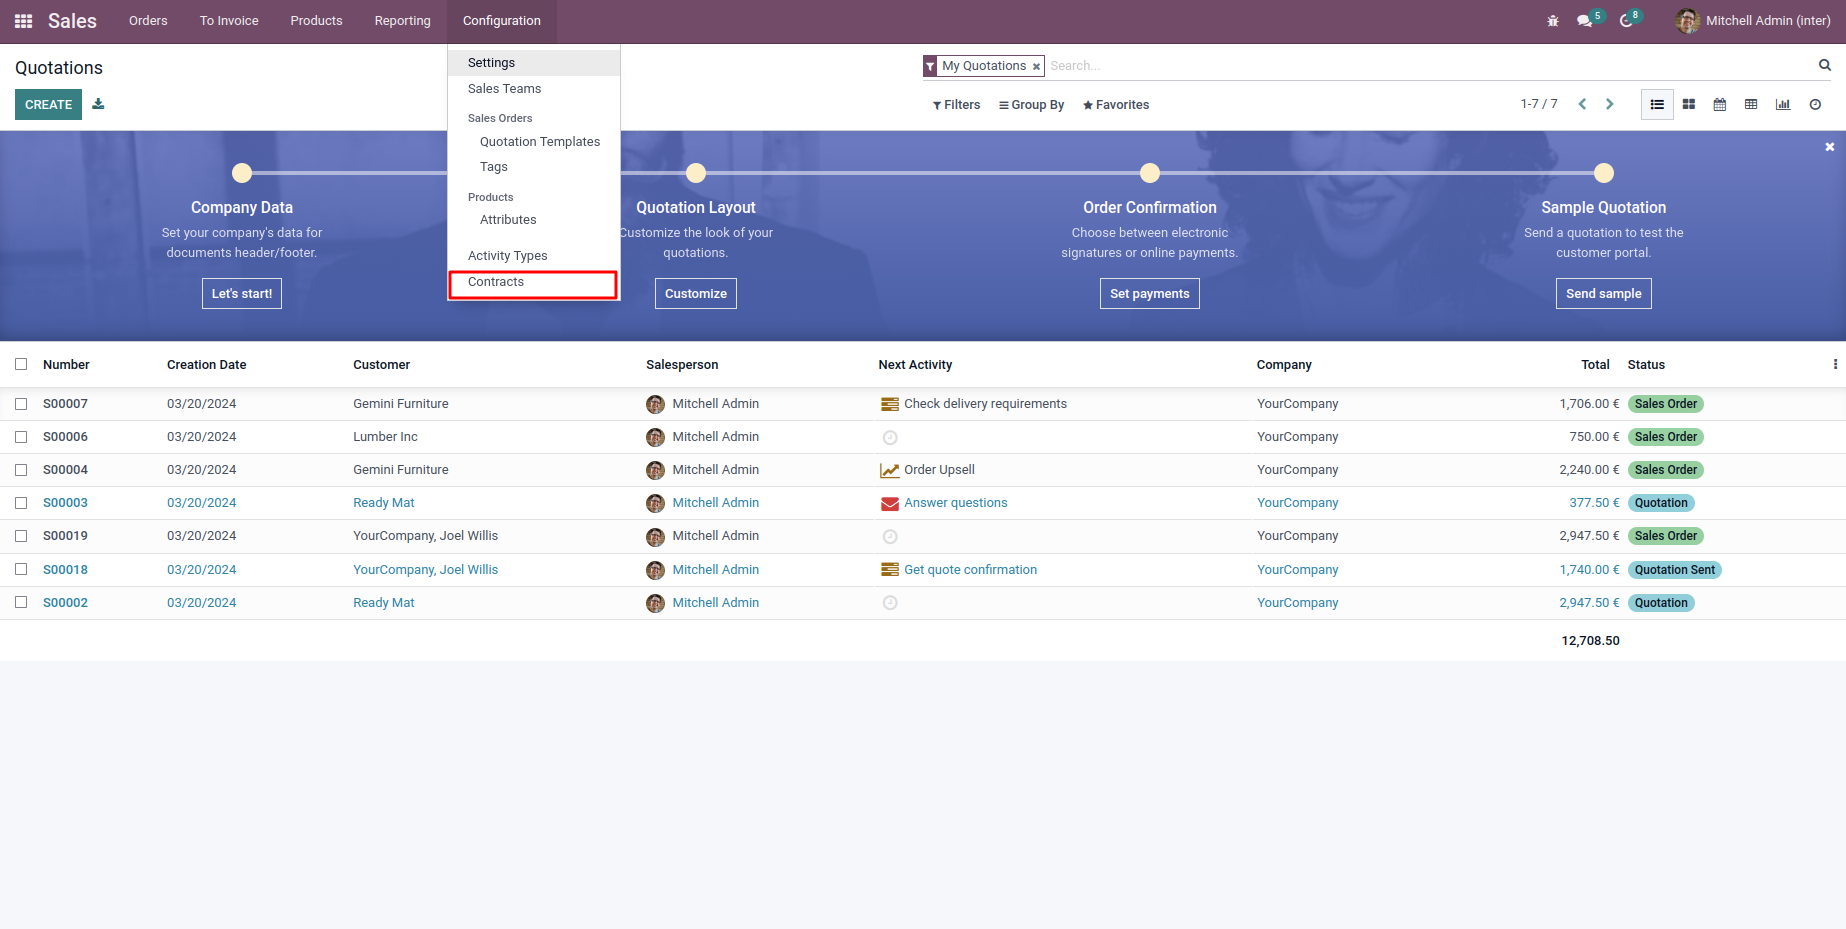 Sales Orders To Invoice Products Reporting Configuration 5 8 Mitchell Admin (inter)
Quotations
My Quotations Search...
CREATE
Filters Group By Favorites 1-7 / 7
Settings
Sales Teams
Sales Orders
Quotation Templates
Tags
Products
Attributes
Activity Types
Contracts
Company Data
Set your company's data for
documents header/footer.
Let's start!
Quotation Layout
Customize the look of your
quotations.
Customize
Order Confirmation
Choose between electronic
signatures or online payments.
Set payments
Sample Quotation
Send a quotation to test the
customer portal.
Send sample
Number Creation Date Customer Salesperson Next Activity Company Total Status
S00007 03/20/2024 Gemini Furniture Mitchell Admin Check delivery requirements YourCompany 1,706.00 € Sales Order
S00006 03/20/2024 Lumber Inc Mitchell Admin YourCompany 750.00 € Sales Order
S00004 03/20/2024 Gemini Furniture Mitchell Admin Order Upsell YourCompany 2,240.00 € Sales Order
S00003 03/20/2024 Ready Mat Mitchell Admin Answer questions YourCompany 377.50 € Quotation
S00019 03/20/2024 YourCompany, Joel Willis Mitchell Admin YourCompany 2,947.50 € Sales Order
S00018 03/20/2024 YourCompany, Joel Willis Mitchell Admin Get quote confirmation YourCompany 1,740.00 € Quotation Sent
S00002 03/20/2024 Ready Mat Mitchell Admin YourCompany 2,947.50 € Quotation
12,708.50